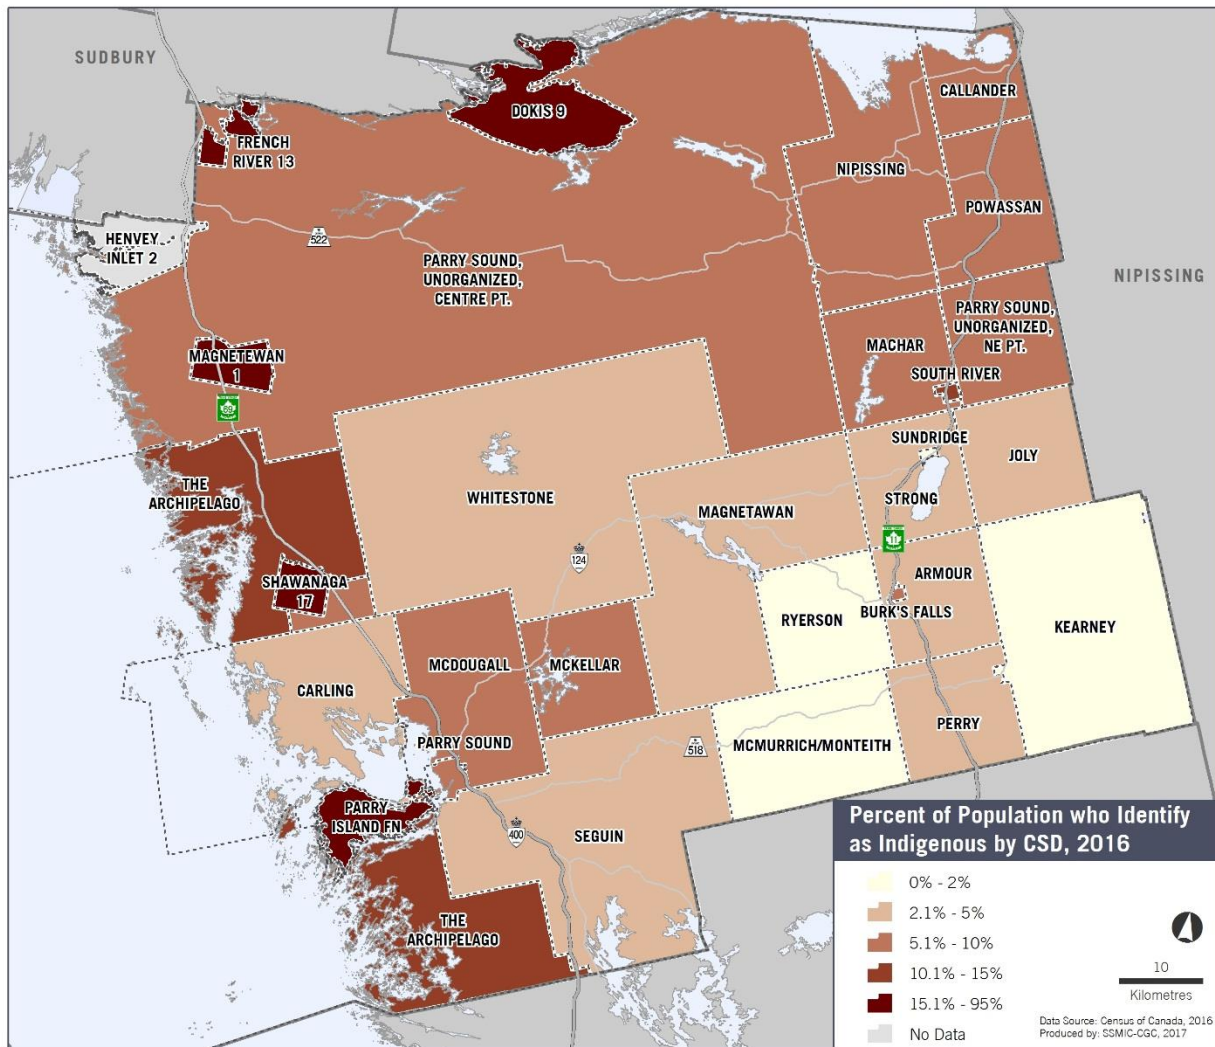 SUDBURY
CALLANDER
DOKIS 9
FRENCH
RIVER 13
NIPISSING
POWASSAN
HENVEY
INLET 2
522
PARRY SOUND,
UNORGANIZED,
CENTRE PT.
NIPISSING
PARRY SOUND,
UNORGANIZED,
NE PT.
MAGNETEWAN
1
MACHAR
SOUTH RIVER
69
SUNDRIDGE
JOLY
THE
ARCHIPELAGO
WHITESTONE
MAGNETAWAN
STRONG
11
124
SHAWANAGA
17
ARMOUR
BURK'S FALLS
RYERSON
KEARNEY
MCDOUGALL
MCKELLAR
CARLING
PERRY
PARRY SOUND
518
MCMURRICH/MONTEITH
PARRY
ISLAND FN
400
SEGUIN
THE
ARCHIPELAGO
Percent of Population who Identify
as Indigenous by CSD, 2016
0% - 2%
2.1% - 5%
5.1% - 10%
10.1% - 15%
15.1% - 95%
No Data
10
Kilometres
Data Source: Census of Canada, 2016
Produced by: SSMIC-CGC, 2017